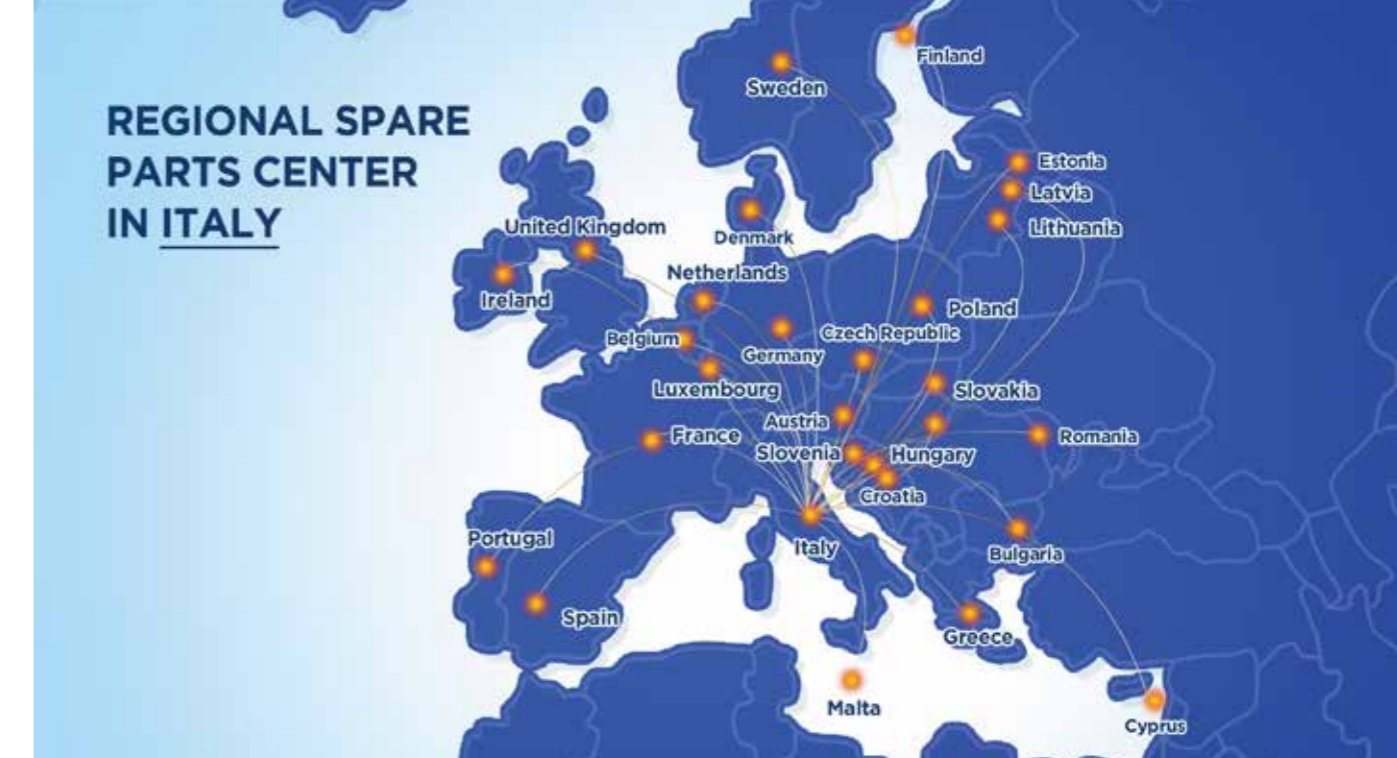 REGIONAL SPARE
PARTS CENTER
IN ITALY
Finland
Sweden
Estonia
Latvia
Lithuania
United Kingdom
Denmark
Netherlands
Ireland
Poland
Czech Republic
Belgium
Germany
Luxembourg
Slovakia
Austria
France
Romania
Slovenia
Hungary
Croatia
Portugal
Italy
Bulgaria
Spain
Greece
Malta
Cyprus